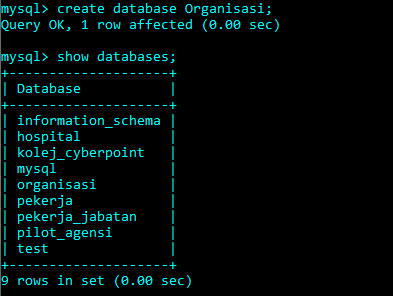 mysql> create database Organisasi;
Query OK, 1 row affected (0.00 sec)

mysql> show databases;
+--------------------+
| Database           |
+--------------------+
| information_schema |
| hospital           |
| kolej_cyberpoint   |
| mysql              |
| organisasi         |
| pekerja            |
| pekerja_jabatan    |
| pilot_agensi       |
| test               |
+--------------------+
9 rows in set (0.00 sec)